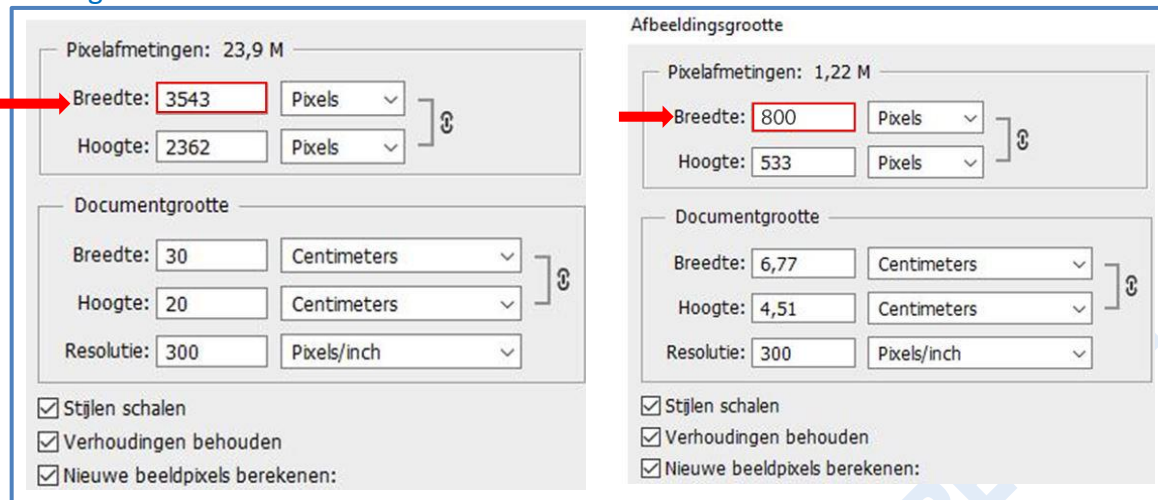 Pixelafmetingen: 23,9 M
Breedte: 3543 Pixels
Hoogte: 2362 Pixels
Documentgrootte
Breedte: 30 Centimeters
Hoogte: 20 Centimeters
Resolutie: 300 Pixels/inch
Stijlen schalen
Verhoudingen behouden
Nieuwe beeldpixels berekenen:
Afbeeldingsgrootte
Pixelafmetingen: 1,22 M
Breedte: 800 Pixels
Hoogte: 533 Pixels
Documentgrootte
Breedte: 6,77 Centimeters
Hoogte: 4,51 Centimeters
Resolutie: 300 Pixels/inch
Stijlen schalen
Verhoudingen behouden
Nieuwe beeldpixels berekenen: